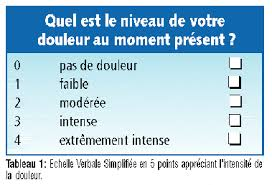 Quel est le niveau de votre
douleur au moment présent ?
0 pas de douleur
1 faible
2 modérée
3 intense
4 extrêmement intense
Tableau 1: Echelle Verbale Simplifiée en 5 points appréciant l'intensité de
la douleur.